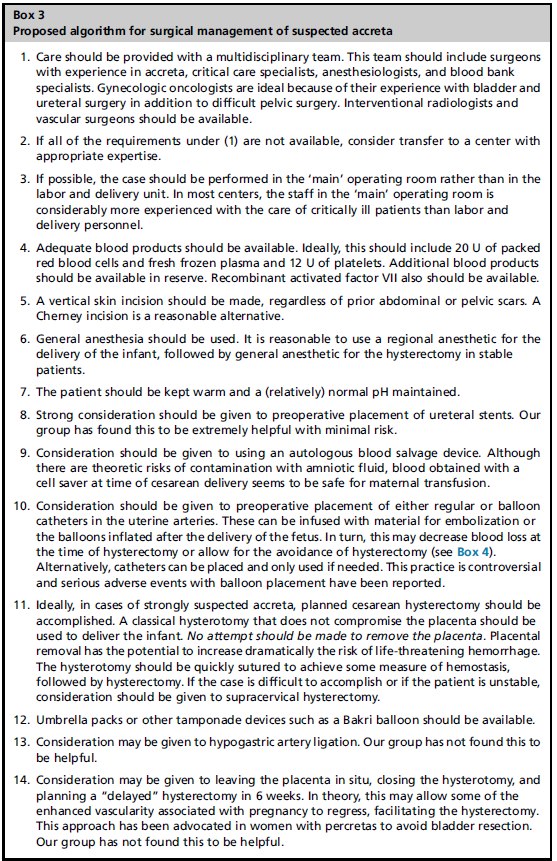 Box 3
Proposed algorithm for surgical management of suspected accreta
1. Care should be provided with a multidisciplinary team. This team should include surgeons
with experience in accreta, critical care specialists, anesthesiologists, and blood bank
specialists. Gynecologic oncologists are ideal because of their experience with bladder and
ureteral surgery in addition to difficult pelvic surgery. Interventional radiologists and
vascular surgeons should be available.
2. If all of the requirements under (1) are not available, consider transfer to a center with
appropriate expertise.
3. If possible, the case should be performed in the ‘main’ operating room rather than in the
labor and delivery unit. In most centers, the staff in the ‘main’ operating room is
considerably more experienced with the care of critically ill patients than labor and
delivery personnel.
4. Adequate blood products should be available. Ideally, this should include 20 U of packed
red blood cells and fresh frozen plasma and 12 U of platelets. Additional blood products
should be available in reserve. Recombinant activated factor VII also should be available.
5. A vertical skin incision should be made, regardless of prior abdominal or pelvic scars. A
Cherney incision is a reasonable alternative.
6. General anesthesia should be used. It is reasonable to use a regional anesthetic for the
delivery of the infant, followed by general anesthetic for the hysterectomy in stable
patients.
7. The patient should be kept warm and a (relatively) normal pH maintained.
8. Strong consideration should be given to preoperative placement of ureteral stents. Our
group has found this to be extremely helpful with minimal risk.
9. Consideration should be given to using an autologous blood salvage device. Although
there are theoretic risks of contamination with amniotic fluid, blood obtained with a
cell saver at time of cesarean delivery seems to be safe for maternal transfusion.
10. Consideration should be given to preoperative placement of either regular or balloon
catheters in the uterine arteries. These can be infused with material for embolization or
the balloons inflated after the delivery of the fetus. In turn, this may decrease blood loss at
the time of hysterectomy or allow for the avoidance of hysterectomy (see Box 4).
Alternatively, catheters can be placed and only used if needed. This practice is controversial
and serious adverse events with balloon placement have been reported.
11. Ideally, in cases of strongly suspected accreta, planned cesarean hysterectomy should be
accomplished. A classical hysterotomy that does not compromise the placenta should be
used to deliver the infant. No attempt should be made to remove the placenta. Placental
removal has the potential to increase dramatically the risk of life-threatening hemorrhage.
The hysterotomy should be quickly sutured to achieve some measure of hemostasis,
followed by hysterectomy. If the case is difficult to accomplish or if the patient is unstable,
consideration should be given to supracervical hysterectomy.
12. Umbrella packs or other tamponade devices such as a Bakri balloon should be available.
13. Consideration may be given to hypogastric artery ligation. Our group has not found this to
be helpful.
14. Consideration may be given to leaving the placenta in situ, closing the hysterotomy, and
planning a “delayed” hysterectomy in 6 weeks. In theory, this may allow some of the
enhanced vascularity associated with pregnancy to regress, facilitating the hysterectomy.
This approach has been advocated in women with percretas to avoid bladder resection.
Our group has not found this to be helpful.